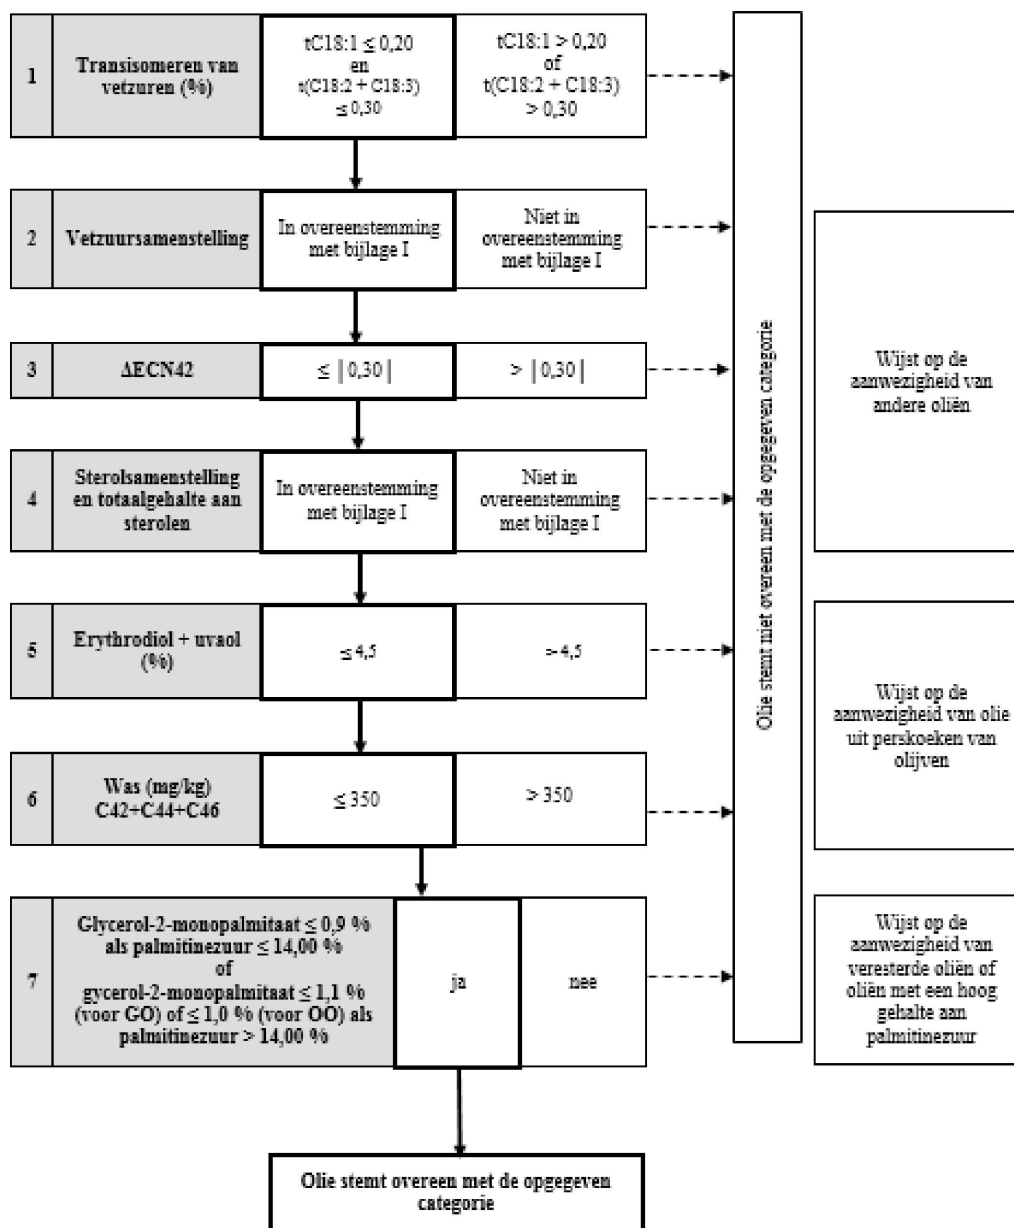 1
Transisomeren van
vetzuren (%)
tC18:1 ≤ 0,20
en
t(C18:2 + C18:3)
≤ 0,30
tC18:1 > 0,20
of
t(C18:2 + C18:3)
> 0,30
2
Vetzuursamenstelling
In overeenstemming
met bijlage I
Niet in
overeenstemming
met bijlage I
3
ΔECN42
≤ | 0,30 |
> | 0,30 |
4
Sterolsamenstelling
en totaalgehalte aan
sterolen
In overeenstemming
met bijlage I
Niet in
overeenstemming
met bijlage I
5
Erythrodiol + uvaol
(%)
≤ 4,5
> 4,5
6
Was (mg/kg)
C42+C44+C46
≤ 350
> 350
7
Glycerol-2-monopalmitaat ≤ 0,9 %
als palmitinezuur ≤ 14,00 %
of
gycerol-2-monopalmitaat ≤ 1,1 %
(voor GO) of ≤ 1,0 % (voor OO) als
palmitinezuur > 14,00 %
ja
nee
Olie stemt niet overeen met de opgegeven categorie
Wijst op de
aanwezigheid van
andere oliën
Wijst op de
aanwezigheid van olie
uit perskoeken van
olijven
Wijst op de
aanwezigheid van
veresterde oliën of
oliën met een hoog
gehalte aan
palmitinezuur
Olie stemt overeen met de opgegeven
categorie